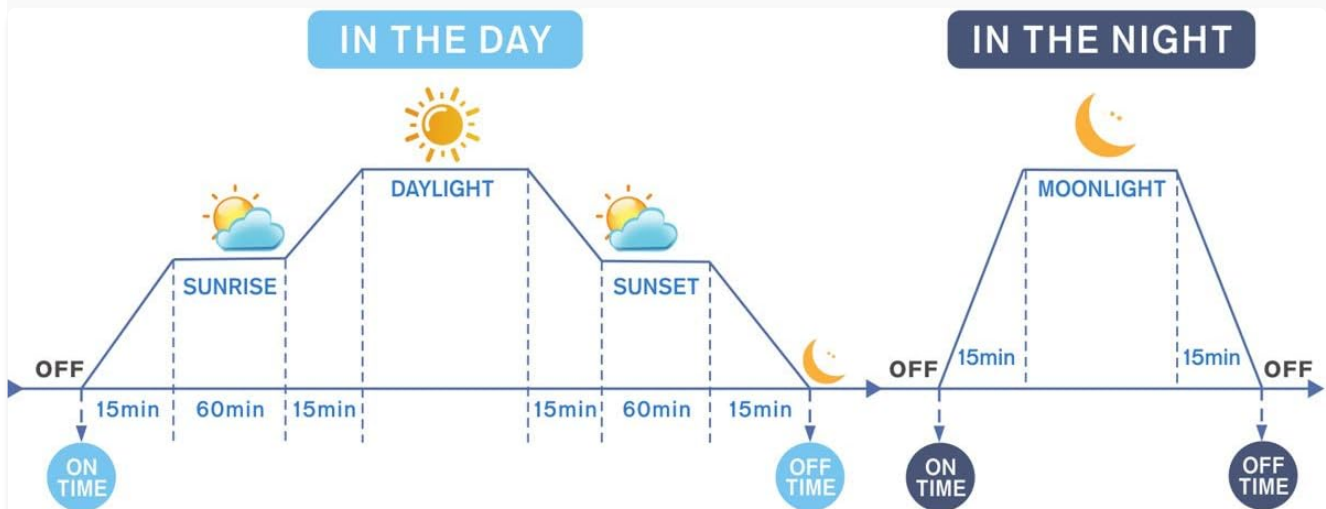 IN THE DAY
IN THE NIGHT
DAYLIGHT
MOONLIGHT
SUNRISE
SUNSET
OFF
OFF
15min
15min
OFF
15min
60min
15min
15min
60min
15min
ON
TIME
OFF
TIME
ON
TIME
OFF
TIME